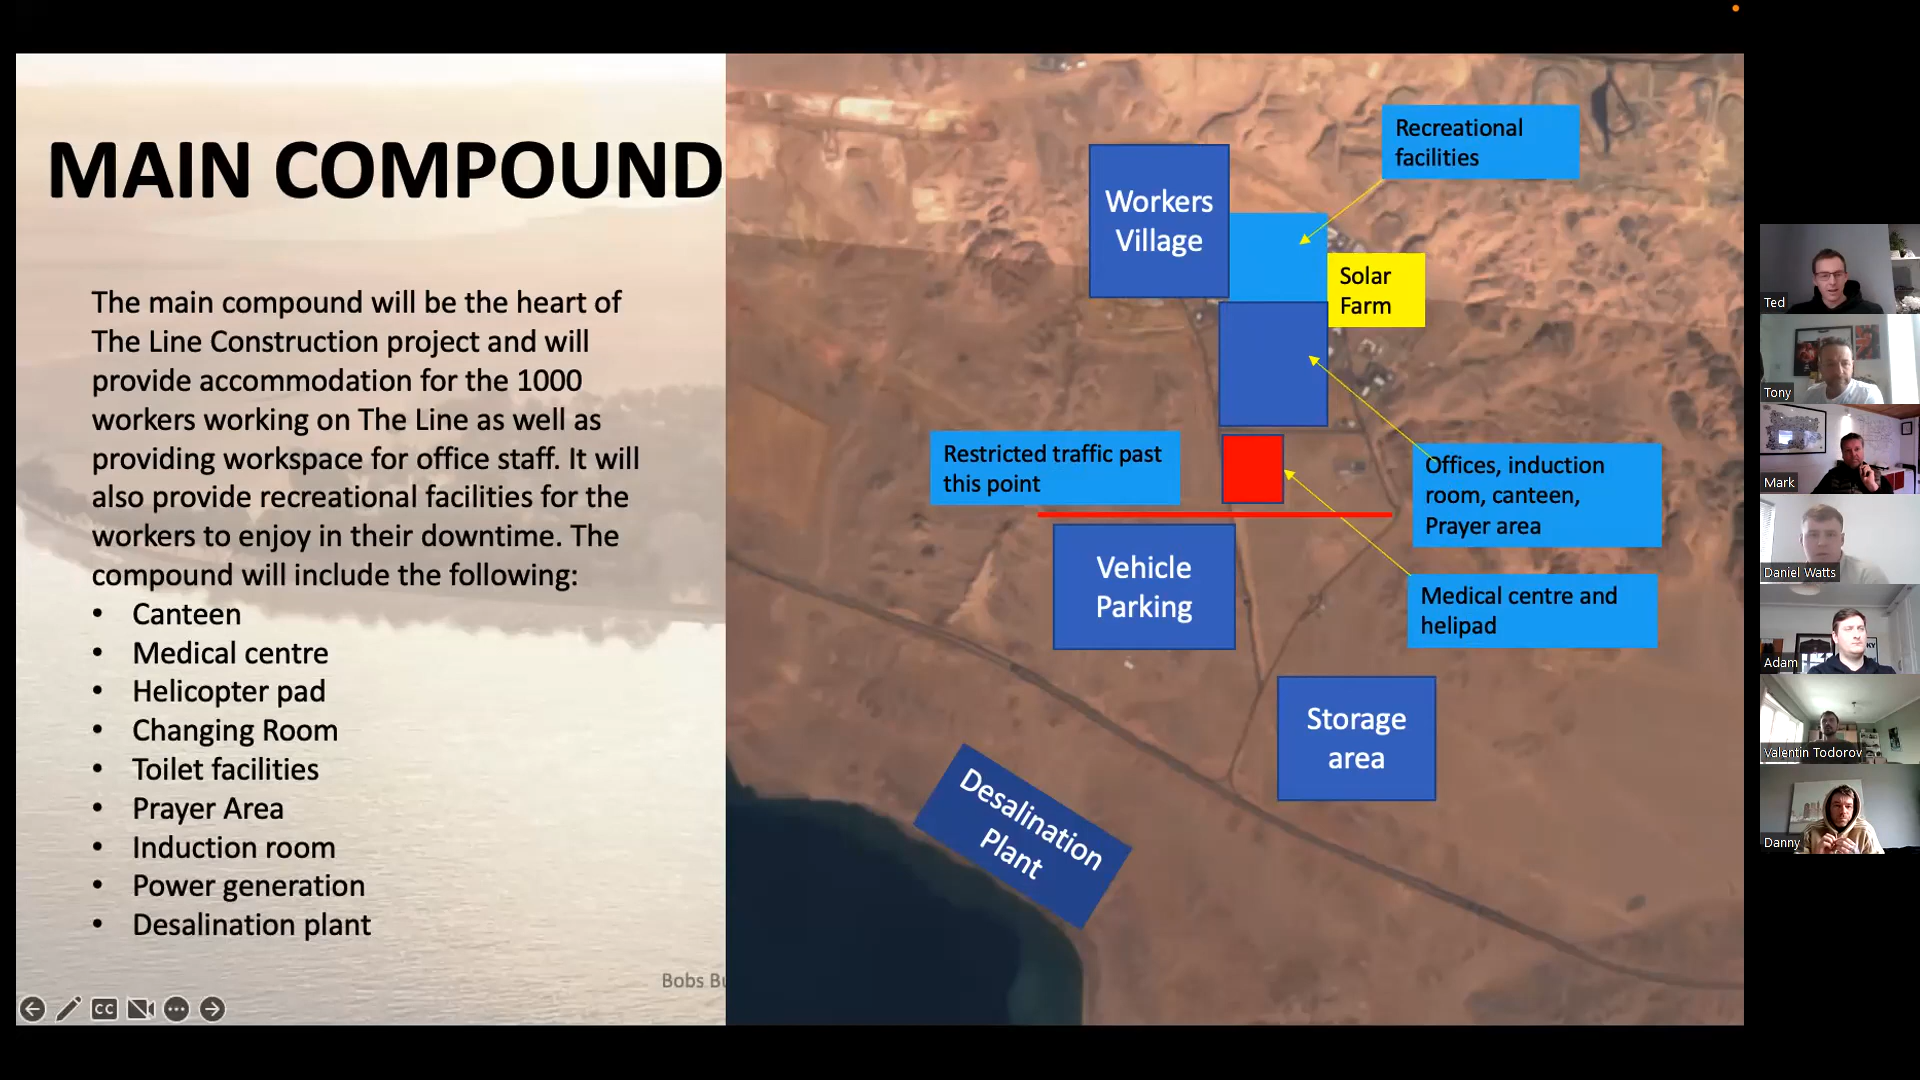 MAIN COMPOUND
The main compound will be the heart of
The Line Construction project and will
provide accommodation for the 1000
workers working on The Line as well as
providing workspace for office staff. It will
also provide recreational facilities for the
workers to enjoy in their downtime. The
compound will include the following:
• Canteen
• Medical centre
• Helicopter pad
• Changing Room
• Toilet facilities
• Prayer Area
• Induction room
• Power generation
• Desalination plant
Bobs
CC
Recreational
facilities
Workers
Village
Solar
Farm
Restricted traffic past
this point
Offices, induction
room, canteen,
Prayer area
Vehicle
Parking
Medical centre and
helipad
Storage
area
Desalination
Plant
Ted
Tony
Mark
Daniel Watts
Adam
Valentin Todorov
Danny